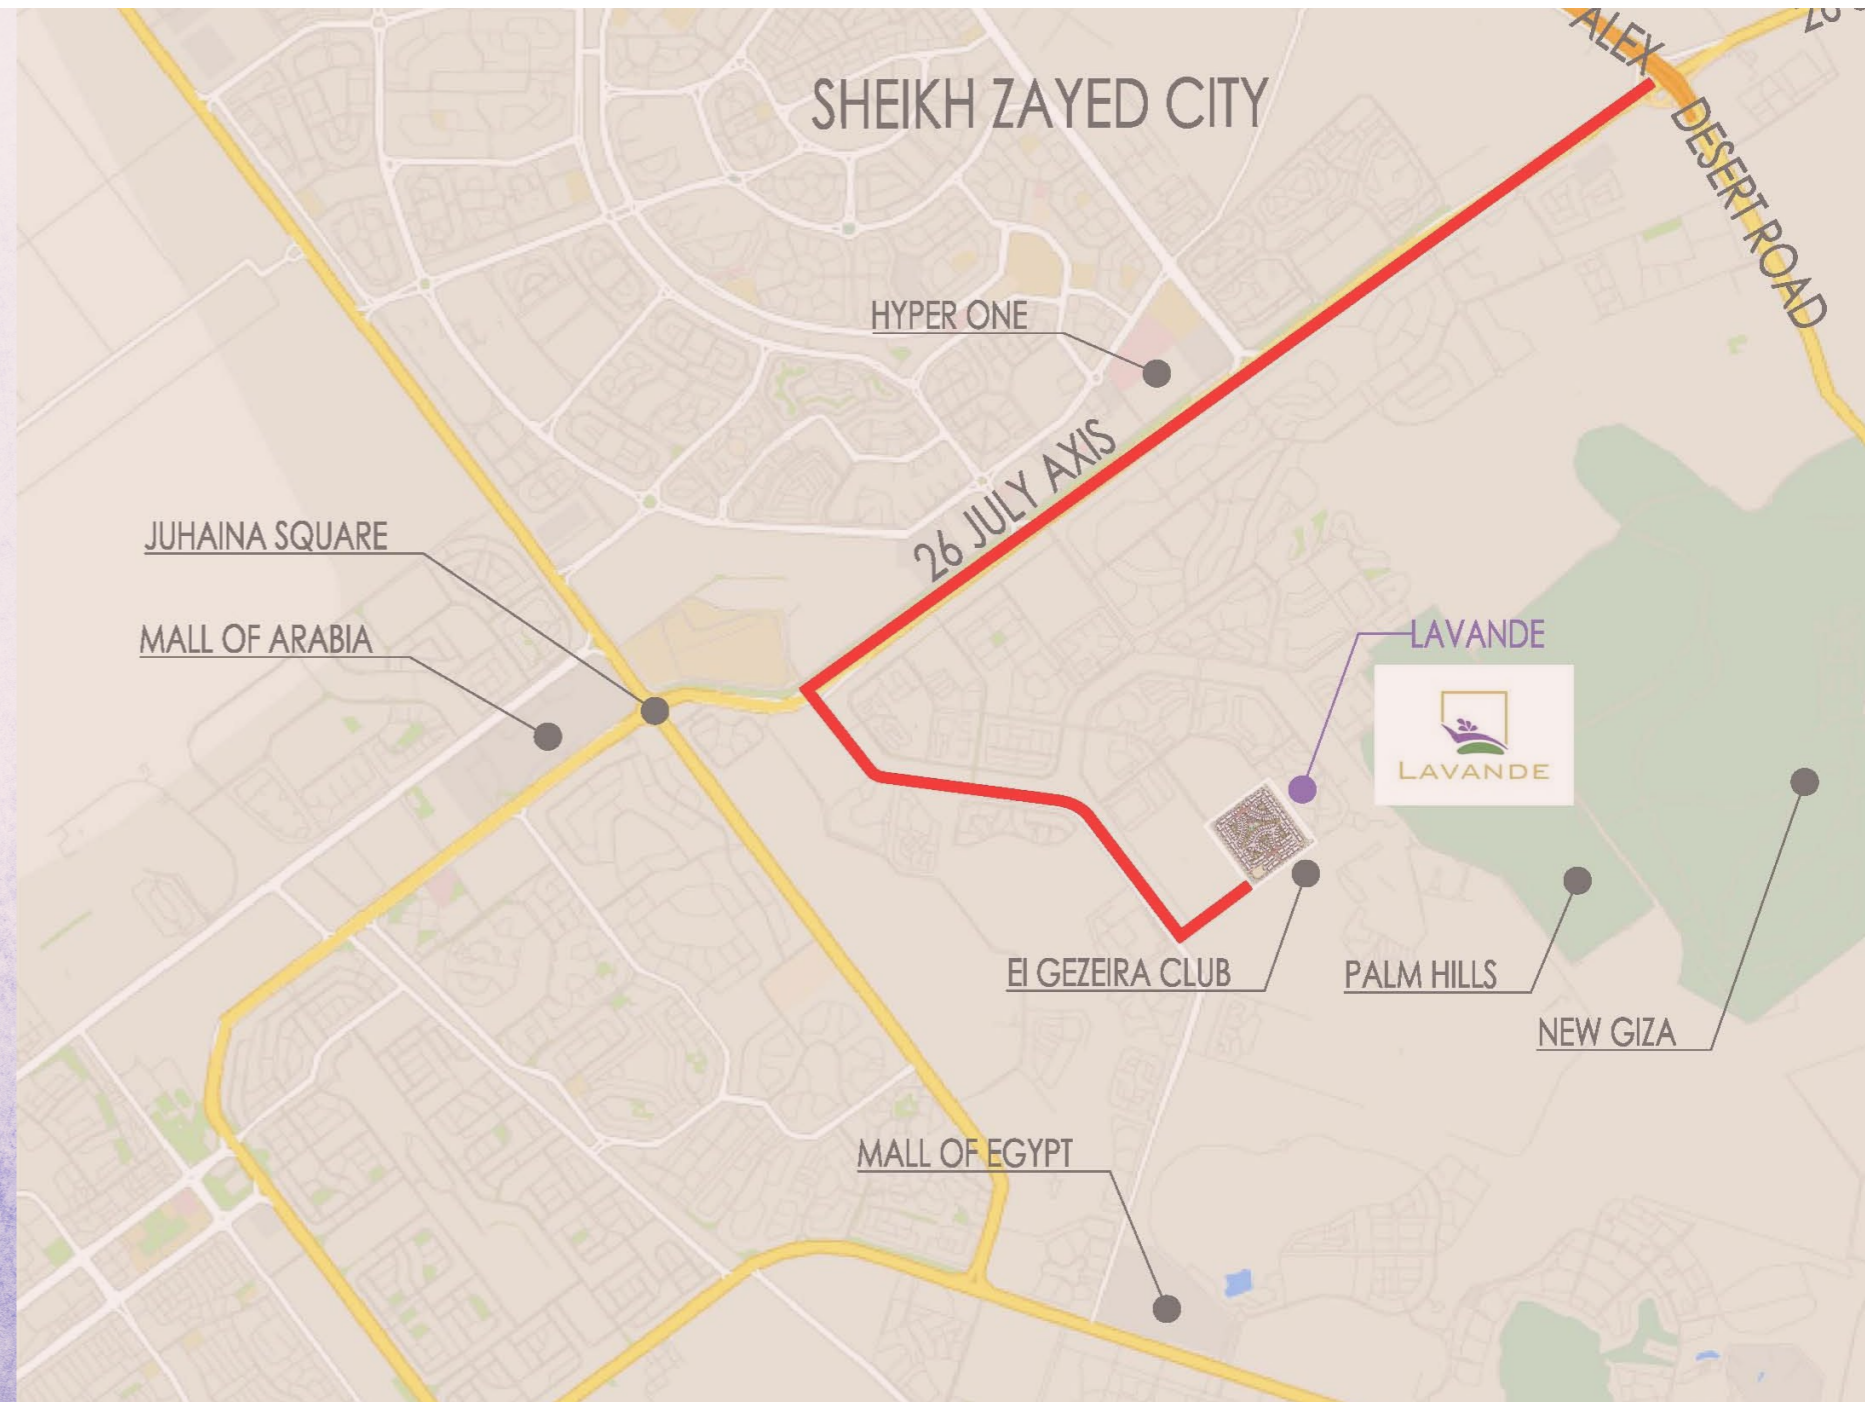 ALEX
DESERT ROAD
SHEIKH ZAYED CITY
HYPER ONE
26 JULY AXIS
JUHAINA SQUARE
MALL OF ARABIA
LAVANDE
LAVANDE
EI GEZEIRA CLUB
PALM HILLS
NEW GIZA
MALL OF EGYPT